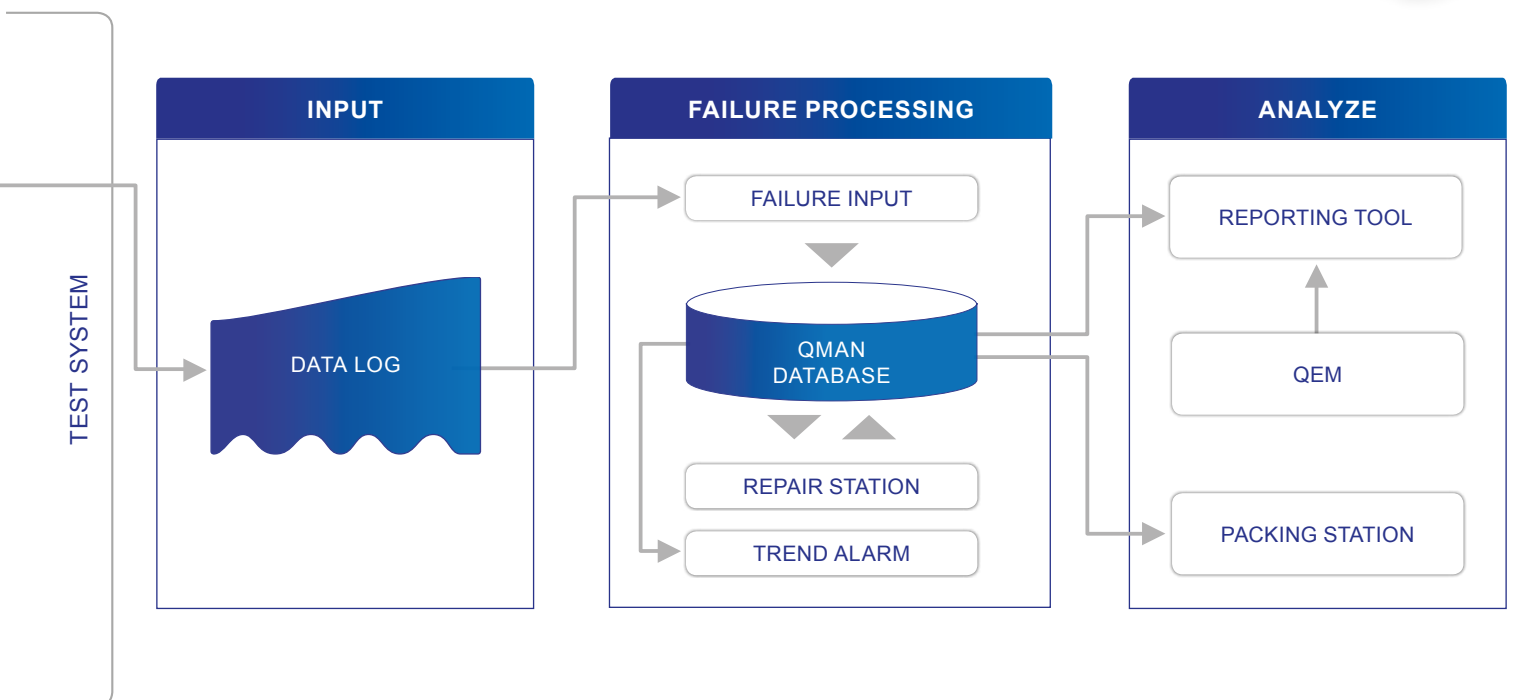 TEST SYSTEM
INPUT
DATA LOG
FAILURE PROCESSING
FAILURE INPUT
QMAN
DATABASE
REPAIR STATION
TREND ALARM
ANALYZE
REPORTING TOOL
QEM
PACKING STATION